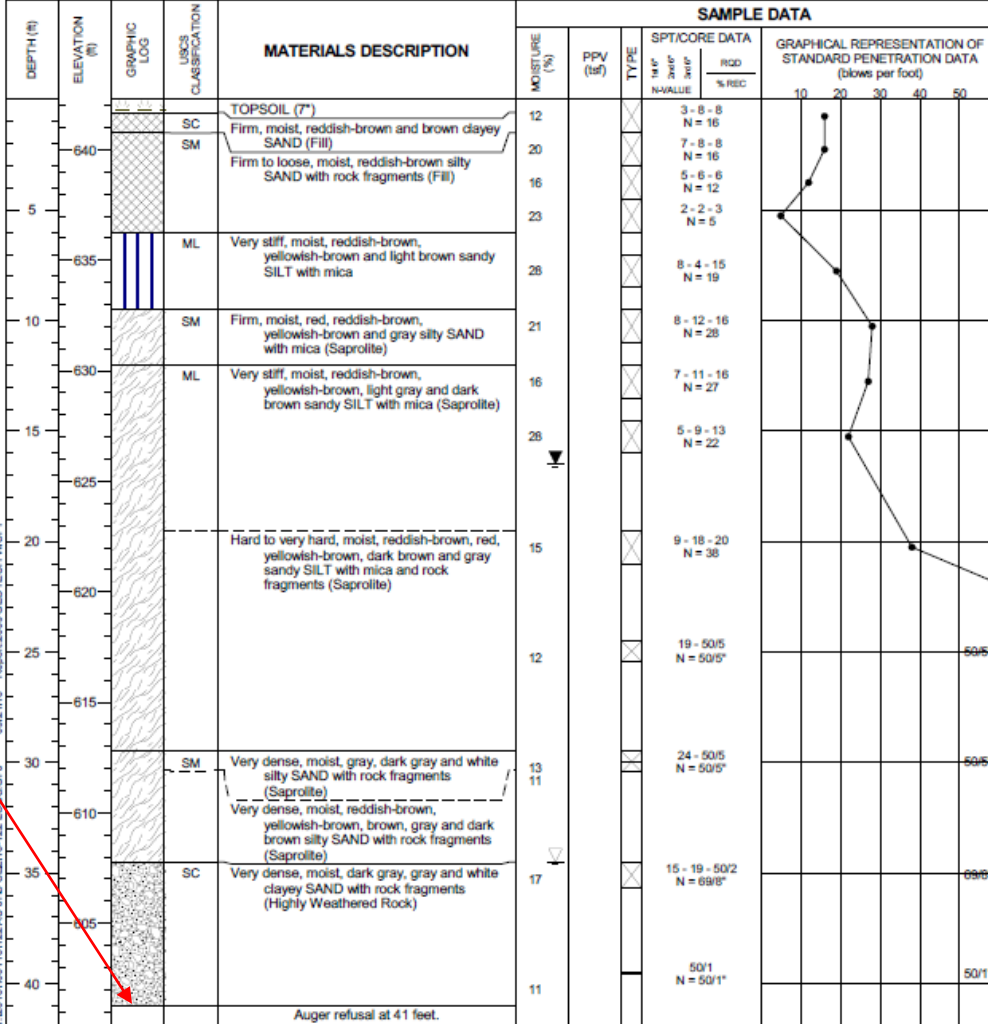 SAMPLE DATA
DEPTH (ft)
ELEVATION (ft)
GRAPHIC LOG
USCS CLASSIFICATION
MATERIALS DESCRIPTION
MOISTURE (%)
PPV (tsf)
TYPE
SPT/CORE DATA
1st 6"
2nd 6"
3rd 6"
N-VALUE
RQD
% REC
GRAPHICAL REPRESENTATION OF
STANDARD PENETRATION DATA
(blows per foot)
10 20 30 40 50
TOPSOIL (7")
12
3 - 8 - 8
N = 16
SC
Firm, moist, reddish-brown and brown clayey
SAND (Fill)
640
SM
20
7 - 8 - 8
N = 16
Firm to loose, moist, reddish-brown silty
SAND with rock fragments (Fill)
16
5 - 6 - 6
N = 12
5
23
2 - 2 - 3
N = 5
ML
Very stiff, moist, reddish-brown,
yellowish-brown and light brown sandy
SILT with mica
635
28
8 - 4 - 15
N = 19
10
SM
Firm, moist, red, reddish-brown,
yellowish-brown and gray silty SAND
with mica (Saprolite)
21
8 - 12 - 16
N = 28
630
ML
Very stiff, moist, reddish-brown,
yellowish-brown, light gray and dark
brown sandy SILT with mica (Saprolite)
16
7 - 11 - 16
N = 27
15
28
5 - 9 - 13
N = 22
625
20
Hard to very hard, moist, reddish-brown, red,
yellowish-brown, dark brown and gray
sandy SILT with mica and rock
fragments (Saprolite)
15
9 - 18 - 20
N = 38
620
25
12
19 - 50/5
N = 50/5"
50/5
615
30
SM
Very dense, moist, gray, dark gray and white
silty SAND with rock fragments
(Saprolite)
13
11
24 - 50/5
N = 50/5"
50/5
610
Very dense, moist, reddish-brown,
yellowish-brown, brown, gray and dark
brown silty SAND with rock fragments
(Saprolite)
35
SC
Very dense, moist, dark gray, gray and white
clayey SAND with rock fragments
(Highly Weathered Rock)
17
15 - 19 - 50/2
N = 69/8"
69/8
605
40
11
50/1
N = 50/1"
50/1
Auger refusal at 41 feet.